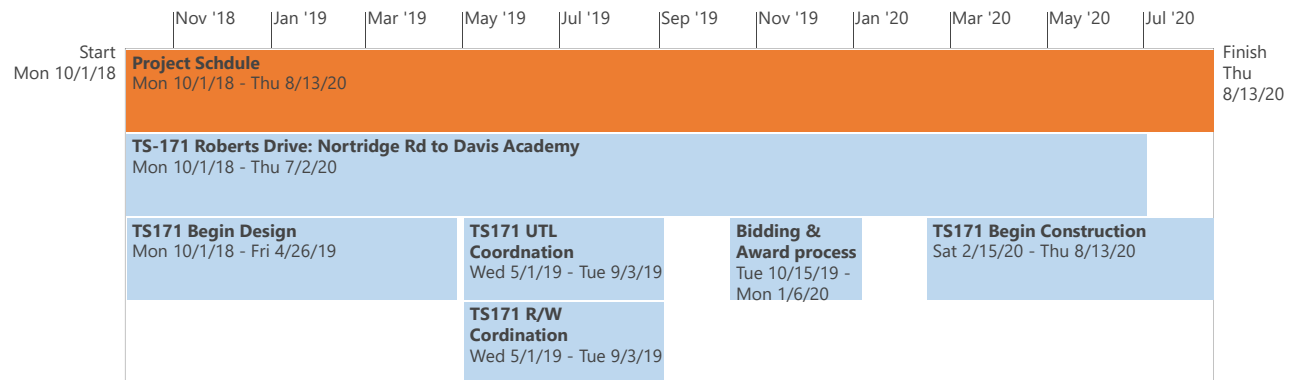 Nov '18
Jan '19
Mar '19
May '19
Jul '19
Sep '19
Nov '19
Jan '20
Mar '20
May '20
Jul '20
Start
Mon 10/1/18
Finish
Thu
8/13/20
Project Schdule
Mon 10/1/18 - Thu 8/13/20
TS-171 Roberts Drive: Nortridge Rd to Davis Academy
Mon 10/1/18 - Thu 7/2/20
TS171 Begin Design
Mon 10/1/18 - Fri 4/26/19
TS171 UTL
Coordnation
Wed 5/1/19 - Tue 9/3/19
Bidding &
Award process
Tue 10/15/19 -
Mon 1/6/20
TS171 Begin Construction
Sat 2/15/20 - Thu 8/13/20
TS171 R/W
Cordination
Wed 5/1/19 - Tue 9/3/19